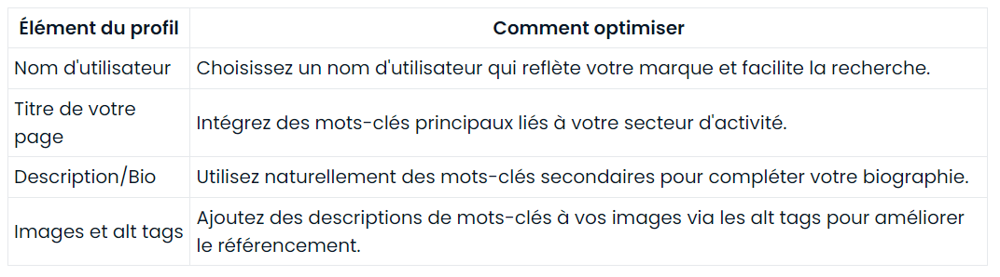 Élément du profil
Comment optimiser
Nom d'utilisateur
Choisissez un nom d'utilisateur qui reflète votre marque et facilite la recherche.
Titre de votre
page
Intégrez des mots-clés principaux liés à votre secteur d'activité.
Description/Bio
Utilisez naturellement des mots-clés secondaires pour compléter votre biographie.
Images et alt tags
Ajoutez des descriptions de mots-clés à vos images via les alt tags pour améliorer
le référencement.